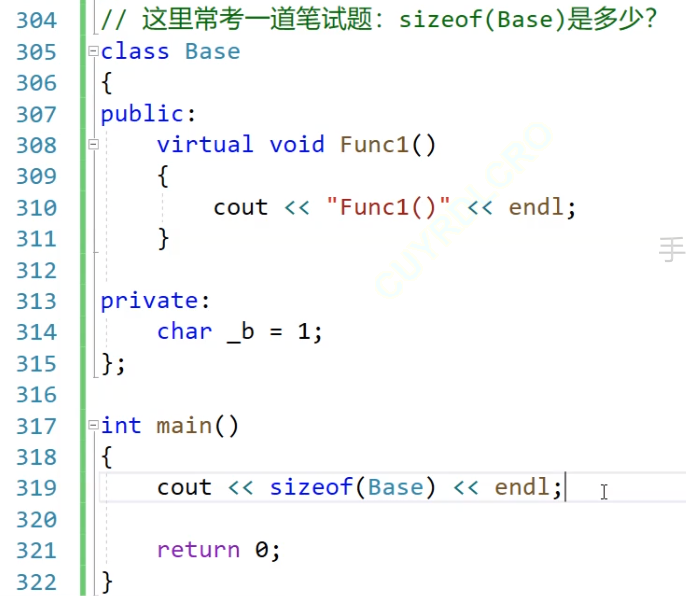 304 // 这里常考一道笔试题：sizeof(Base)是多少？
305 class Base
306 {
307 public:
308 virtual void Func1()
309 {
310 cout << "Func1()" << endl;
311 }
312
313 private:
314 char _b = 1;
315 };
316
317 int main()
318 {
319 cout << sizeof(Base) << endl;
320
321 return 0;
322 }
手